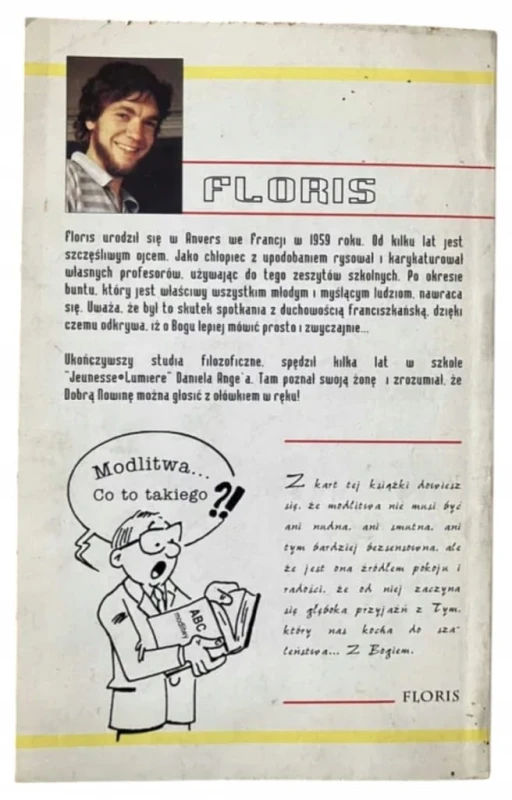 FLORIS
Floris urodził się w Anvers we Francji w 1959 roku. Od kilku lat jest
szczęśliwym ojcem. Jako chłopiec z upodobaniem rysował i karykaturował
własnych profesorów, używając do tego zeszytów szkolnych. Po okresie
buntu, który jest właściwy wszystkim młodym i myślącym ludziom, nawraca
się. Uważa, że był to skutek spotkania z duchowością franciszkańską, dzięki
czemu odkrywa, iż o Bogu lepiej mówić prosto i zwyczajnie...
Ukończywszy studia filozoficzne, spędził kilka lat w szkole
"Jeunesse•Lumiere" Daniela Ange'a. Tam poznał swoją żonę i zrozumiał, że
Dobrą Nowinę można głosić z ołówkiem w ręku!
Modlitwa...
Co to takiego ?!
ABC
modlitwy
Z kart tej książki dowiesz
się, że modlitwa nie musi być
ani nudna, ani smutna, ani
tym bardziej bezsensowna, ale
że jest ona źródłem pokoju i
radości, że od niej zaczyna
się głęboka przyjaźń z Tym,
który nas kocha do sza-
leństwa... Z Bogiem.
FLORIS